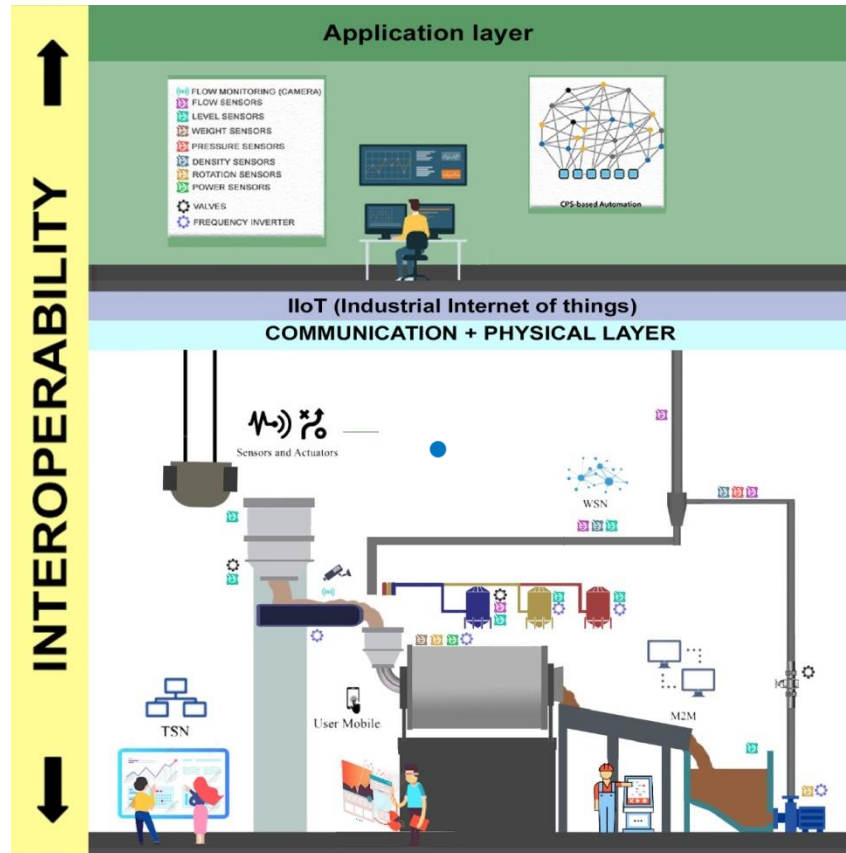 INTEROPERABILITY
Application layer
FLOW MONITORING (CAMERA)
FLOW SENSORS
LEVEL SENSORS
WEIGHT SENSORS
PRESSURE SENSORS
DENSITY SENSORS
ROTATION SENSORS
POWER SENSORS
VALVES
FREQUENCY INVERTER
CPS-based Automation
IIoT (Industrial Internet of things)
COMMUNICATION + PHYSICAL LAYER
Sensors and Actuators
WSN
User Mobile
M2M
TSN